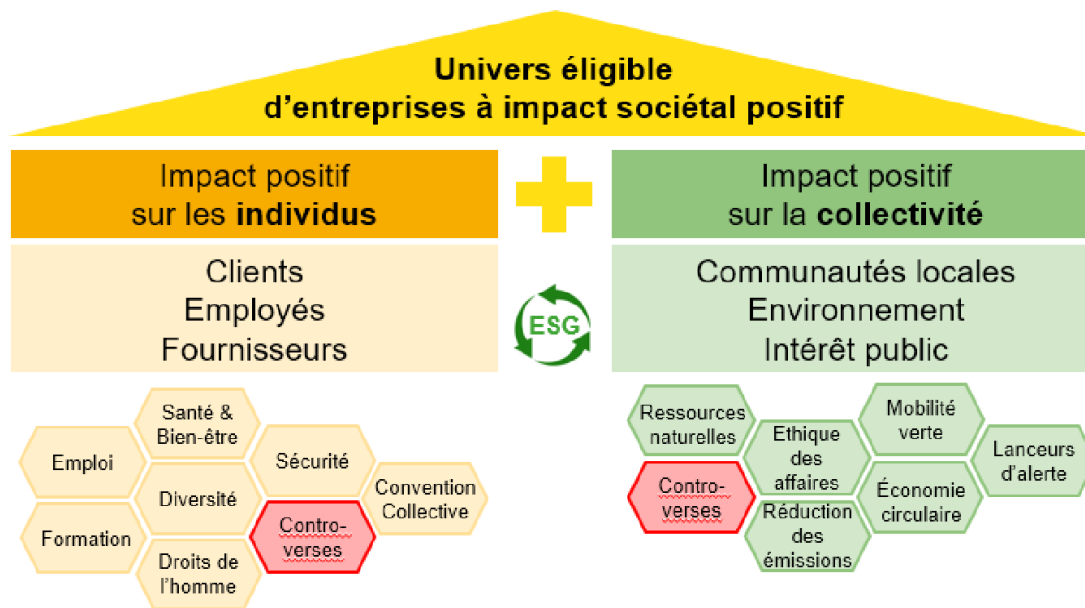 Univers éligible
d’entreprises à impact sociétal positif
Impact positif
sur les individus
Impact positif
sur la collectivité
Clients
Employés
Fournisseurs
ESG
Communautés locales
Environnement
Intérêt public
Emploi
Formation
Santé &
Bien-être
Diversité
Droits de
l’homme
Sécurité
Contro-
verses
Convention
Collective
Ressources
naturelles
Contro-
verses
Ethique
des
affaires
Réduction
des
émissions
Mobilité
verte
Économie
circulaire
Lanceurs
d’alerte